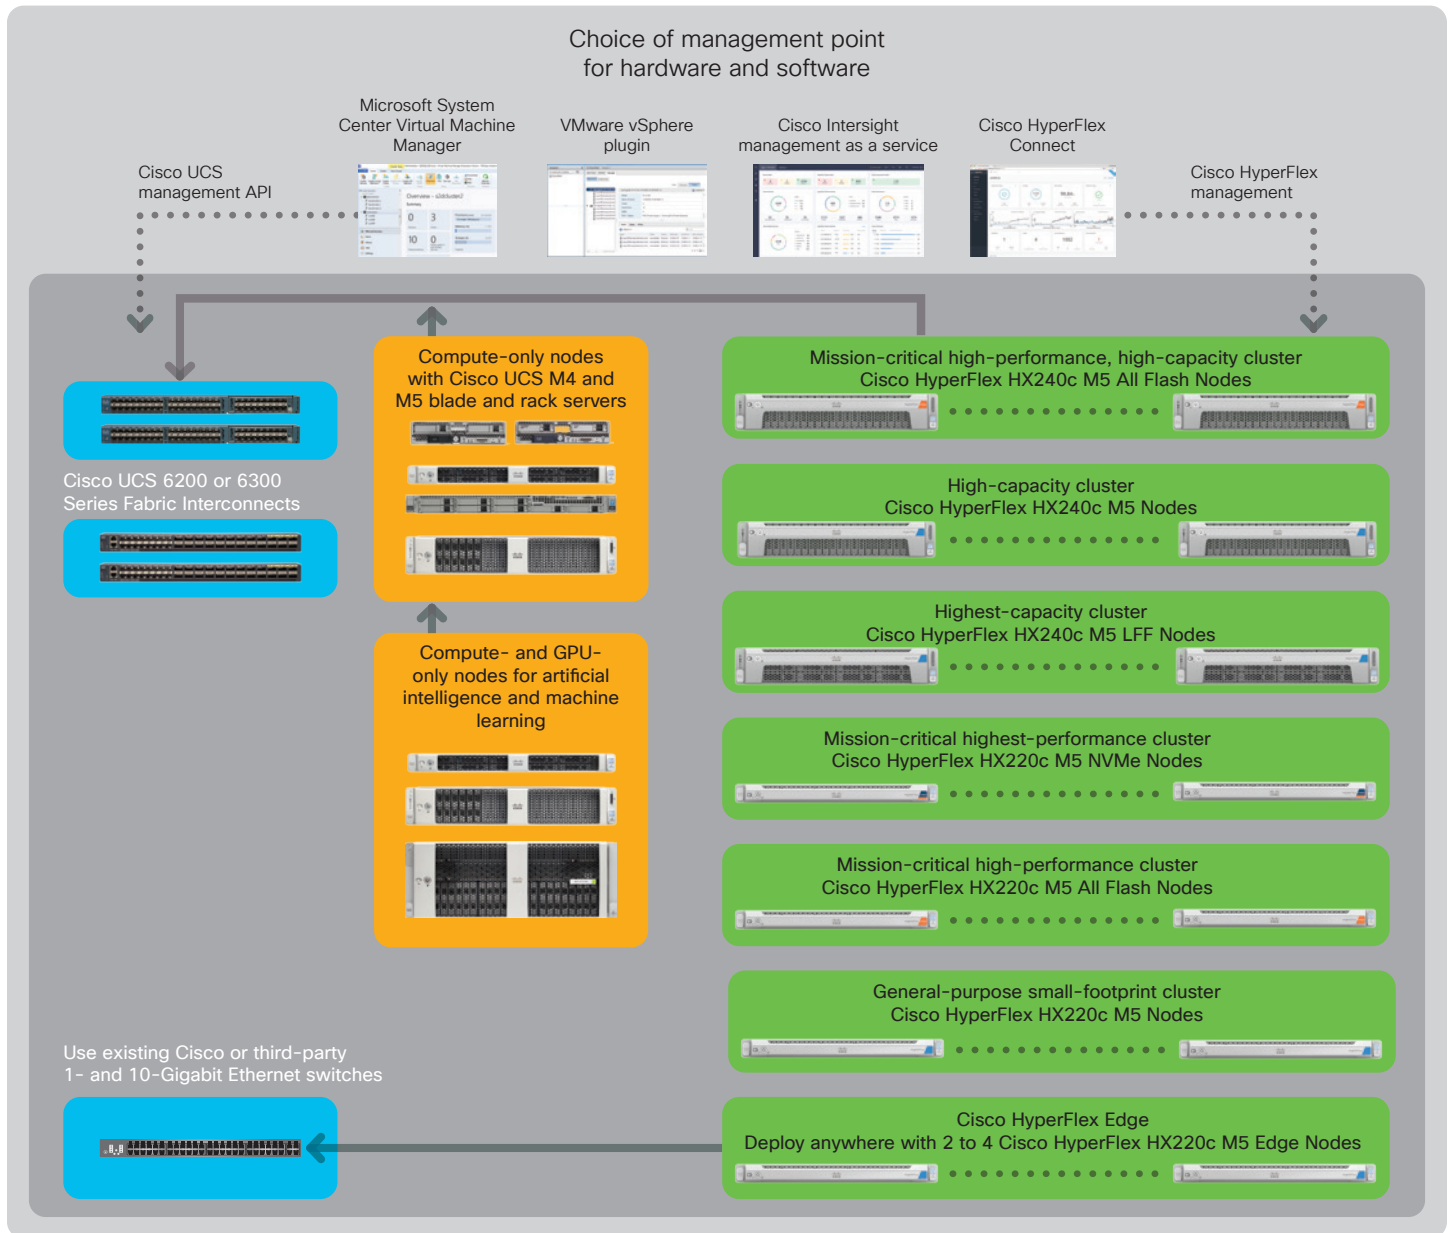 Choice of management point
for hardware and software
Microsoft System
Center Virtual Machine
Manager
VMware vSphere
plugin
Cisco Intersight
management as a service
Cisco HyperFlex
Connect
Cisco UCS
management API
Cisco HyperFlex
management
Overview - s2dcluster2
0 3
10 0
Compute-only nodes
with Cisco UCS M4 and
M5 blade and rack servers
Cisco UCS 6200 or 6300
Series Fabric Interconnects
Compute- and GPU-
only nodes for artificial
intelligence and machine
learning
Mission-critical high-performance, high-capacity cluster
Cisco HyperFlex HX240c M5 All Flash Nodes
High-capacity cluster
Cisco HyperFlex HX240c M5 Nodes
Highest-capacity cluster
Cisco HyperFlex HX240c M5 LFF Nodes
Mission-critical highest-performance cluster
Cisco HyperFlex HX220c M5 NVMe Nodes
Mission-critical high-performance cluster
Cisco HyperFlex HX220c M5 All Flash Nodes
General-purpose small-footprint cluster
Cisco HyperFlex HX220c M5 Nodes
Use existing Cisco or third-party
1- and 10-Gigabit Ethernet switches
Cisco HyperFlex Edge
Deploy anywhere with 2 to 4 Cisco HyperFlex HX220c M5 Edge Nodes